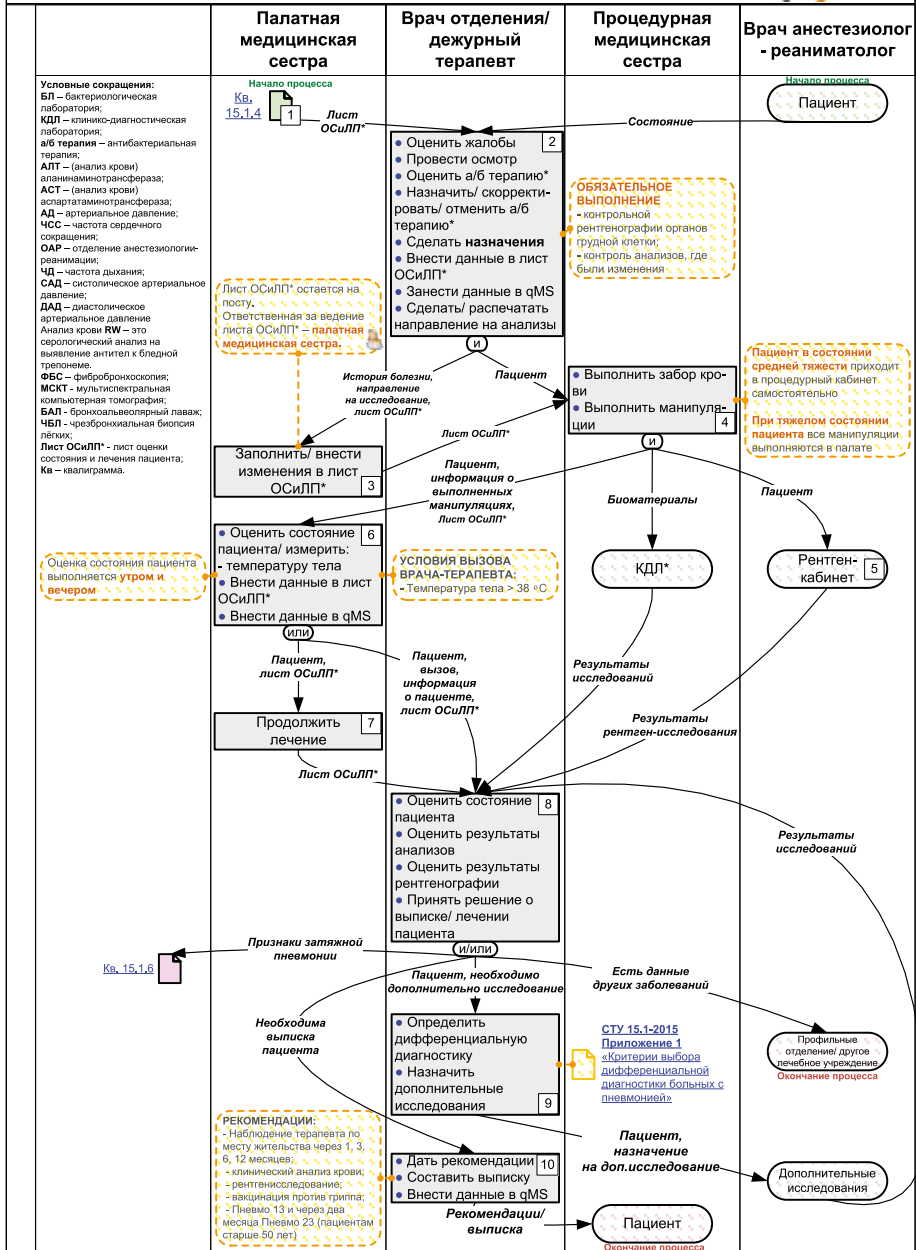 Палатная
медицинская
сестра
Врач отделения/
дежурный
терапевт
Процедурная
медицинская
сестра
Врач анестезиолог
- реаниматолог
Условные сокращения:
БЛ – бактериологическая
лаборатория;
КДЛ – клинико-диагностическая
лаборатория;
а/б терапия – антибактериальная
терапия;
АЛТ – (анализ крови)
аланинаминотрансфераза;
АСТ – (анализ крови)
аспартатаминотрансфераза;
АД – артериальное давление;
ЧСС – частота сердечного
сокращения;
ОАР – отделение анестезиологии-
реанимации;
ЧД – частота дыхания;
САД – систолическое артериальное
давление;
ДАД – диастолическое
артериальное давление
Анализ крови RW – это
серологический анализ на
выявление антител к бледной
трепонеме.
ФБС – фибробронхоскопия;
МСКТ - мультиспектральная
компьютерная томография;
БАЛ - бронхоальвеолярный лаваж;
ЧБЛ - чрезбронхиальная биопсия
лёгких;
Лист ОСиЛП* - лист оценки
состояния и лечения пациента;
Кв – квалиграмма.
Начало процесса
Кв.
15.1.4
1
Лист
ОСиЛП*
Состояние
Начало процесса
Пациент
2
• Оценить жалобы
• Провести осмотр
• Оценить а/б терапию*
• Назначить/ скорректи-
ровать/ отменить а/б
терапию*
• Сделать назначения
• Внести данные в лист
ОСиЛП*
• Занести данные в qMS
• Сделать/ распечатать
направление на анализы
и
ОБЯЗАТЕЛЬНОЕ
ВЫПОЛНЕНИЕ
- контрольной
рентгенографии органов
грудной клетки;
- контроль анализов, где
были изменения
Лист ОСиЛП* остается на
посту.
Ответственная за ведение
листа ОСиЛП* – палатная
медицинская сестра.
История болезни,
направление
на исследование,
лист ОСиЛП*
Пациент
• Выполнить забор кро-
ви
• Выполнить манипуля-
ции
4
и
Пациент в состоянии
средней тяжести приходит
в процедурный кабинет
самостоятельно
При тяжелом состоянии
пациента все манипуляции
выполняются в палате
Лист ОСиЛП*
Заполнить/ внести
изменения в лист
ОСиЛП*
3
Пациент,
информация о
выполненных
манипуляциях,
Лист ОСиЛП*
Биоматериалы
Пациент
Оценка состояния пациента
выполняется утром и
вечером
6
• Оценить состояние
пациента/ измерить:
- температуру тела
• Внести данные в лист
ОСиЛП*
• Внести данные в qMS
или
УСЛОВИЯ ВЫЗОВА
ВРАЧА-ТЕРАПЕВТА:
- Температура тела > 38 ºС
КДЛ*
Рентген-
кабинет
5
Пациент,
лист ОСиЛП*
Пациент,
вызов,
информация
о пациенте,
лист ОСиЛП*
Результаты
исследований
Результаты
рентген-исследования
Продолжить
лечение
7
Лист ОСиЛП*
8
• Оценить состояние
пациента
• Оценить результаты
анализов
• Оценить результаты
рентгенографии
• Принять решение о
выписке/ лечении
пациента
и/или
Результаты
исследований
Признаки затяжной
пневмонии
Кв. 15.1.6
Пациент, необходимо
дополнительно исследование
Есть данные
других заболеваний
Необходима
выписка
пациента
• Определить
дифференциальную
диагностику
• Назначить
дополнительные
исследования
9
СТУ 15.1-2015
Приложение 1
«Критерии выбора
дифференциальной
диагностики больных с
пневмонией»
Профильные
отделение/ другое
лечебное учреждение
Окончание процесса
РЕКОМЕНДАЦИИ:
- Наблюдение терапевта по
месту жительства через 1, 3,
6, 12 месяцев;
- клинический анализ крови;
- рентгенисследование;
- вакцинация против гриппа;
- Пневмо 13 и через два
месяца Пневмо 23 (пациентам
старше 50 лет)
10
• Дать рекомендации
• Составить выписку
• Внести данные в qMS
Пациент,
назначение
на доп.исследование
Дополнительные
исследования
Рекомендации/
выписка
Пациент
Окончание процесса